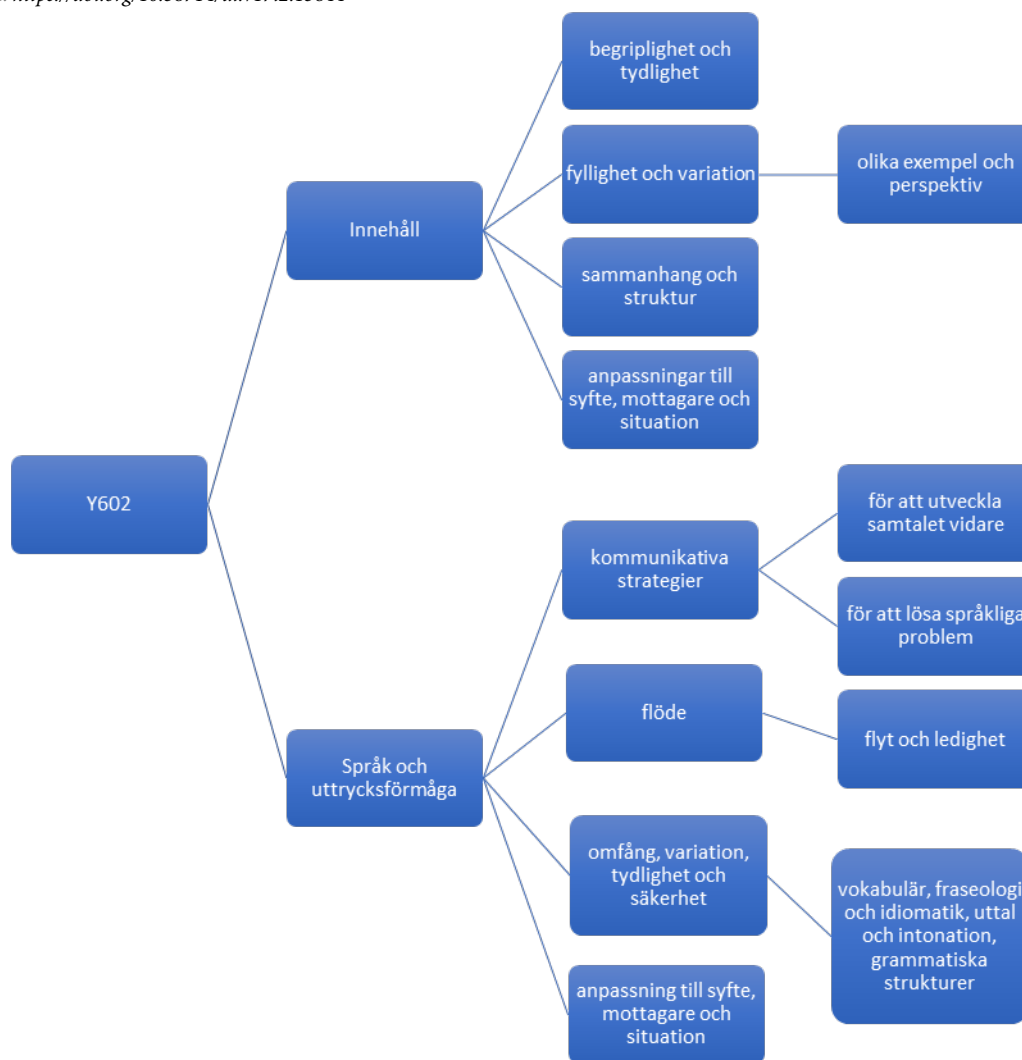 begriplighet och
tydlighet
fyllighet och variation
olika exempel och
perspektiv
Innehåll
sammanhang och
struktur
anpassningar till
syfte, mottagare och
situation
Y602
för att utveckla
samtalet vidare
kommunikativa
strategier
för att lösa språkliga
problem
flöde
flyt och ledighet
Språk och
uttrycksförmåga
omfång, variation,
tydlighet och
säkerhet
vokabulär, fraseologi
och idiomatik, uttal
och intonation,
grammatiska
strukturer
anpassning till syfte,
mottagare och
situation